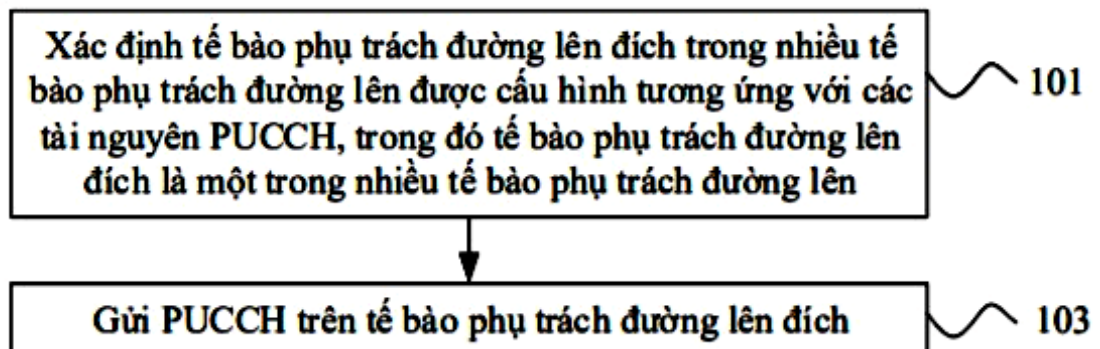 Xác định tế bào phụ trách đường lên đích trong nhiều tế
bào phụ trách đường lên được cấu hình tương ứng với các
tài nguyên PUCCH, trong đó tế bào phụ trách đường lên
đích là một trong nhiều tế bào phụ trách đường lên
101
Gửi PUCCH trên tế bào phụ trách đường lên đích
103